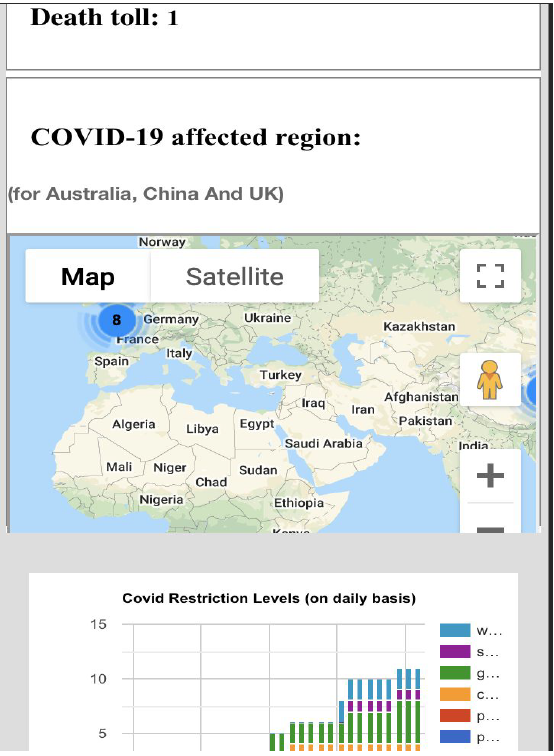 Death toll: 1
COVID-19 affected region:
(for Australia, China And UK)
Norway
Map
Satellite
8
Germany
Ukraine
Kazakhstan
France
Spain
Italy
Turkey
Afghanistan
Iraq
Iran
Pakistan
Algeria
Libya
Egypt
Saudi Arabia
India
Mali
Niger
Chad
Sudan
Nigeria
Ethiopia
Kenya
Covid Restriction Levels (on daily basis)
15
10
5
w...
s...
g...
c...
p...
p...